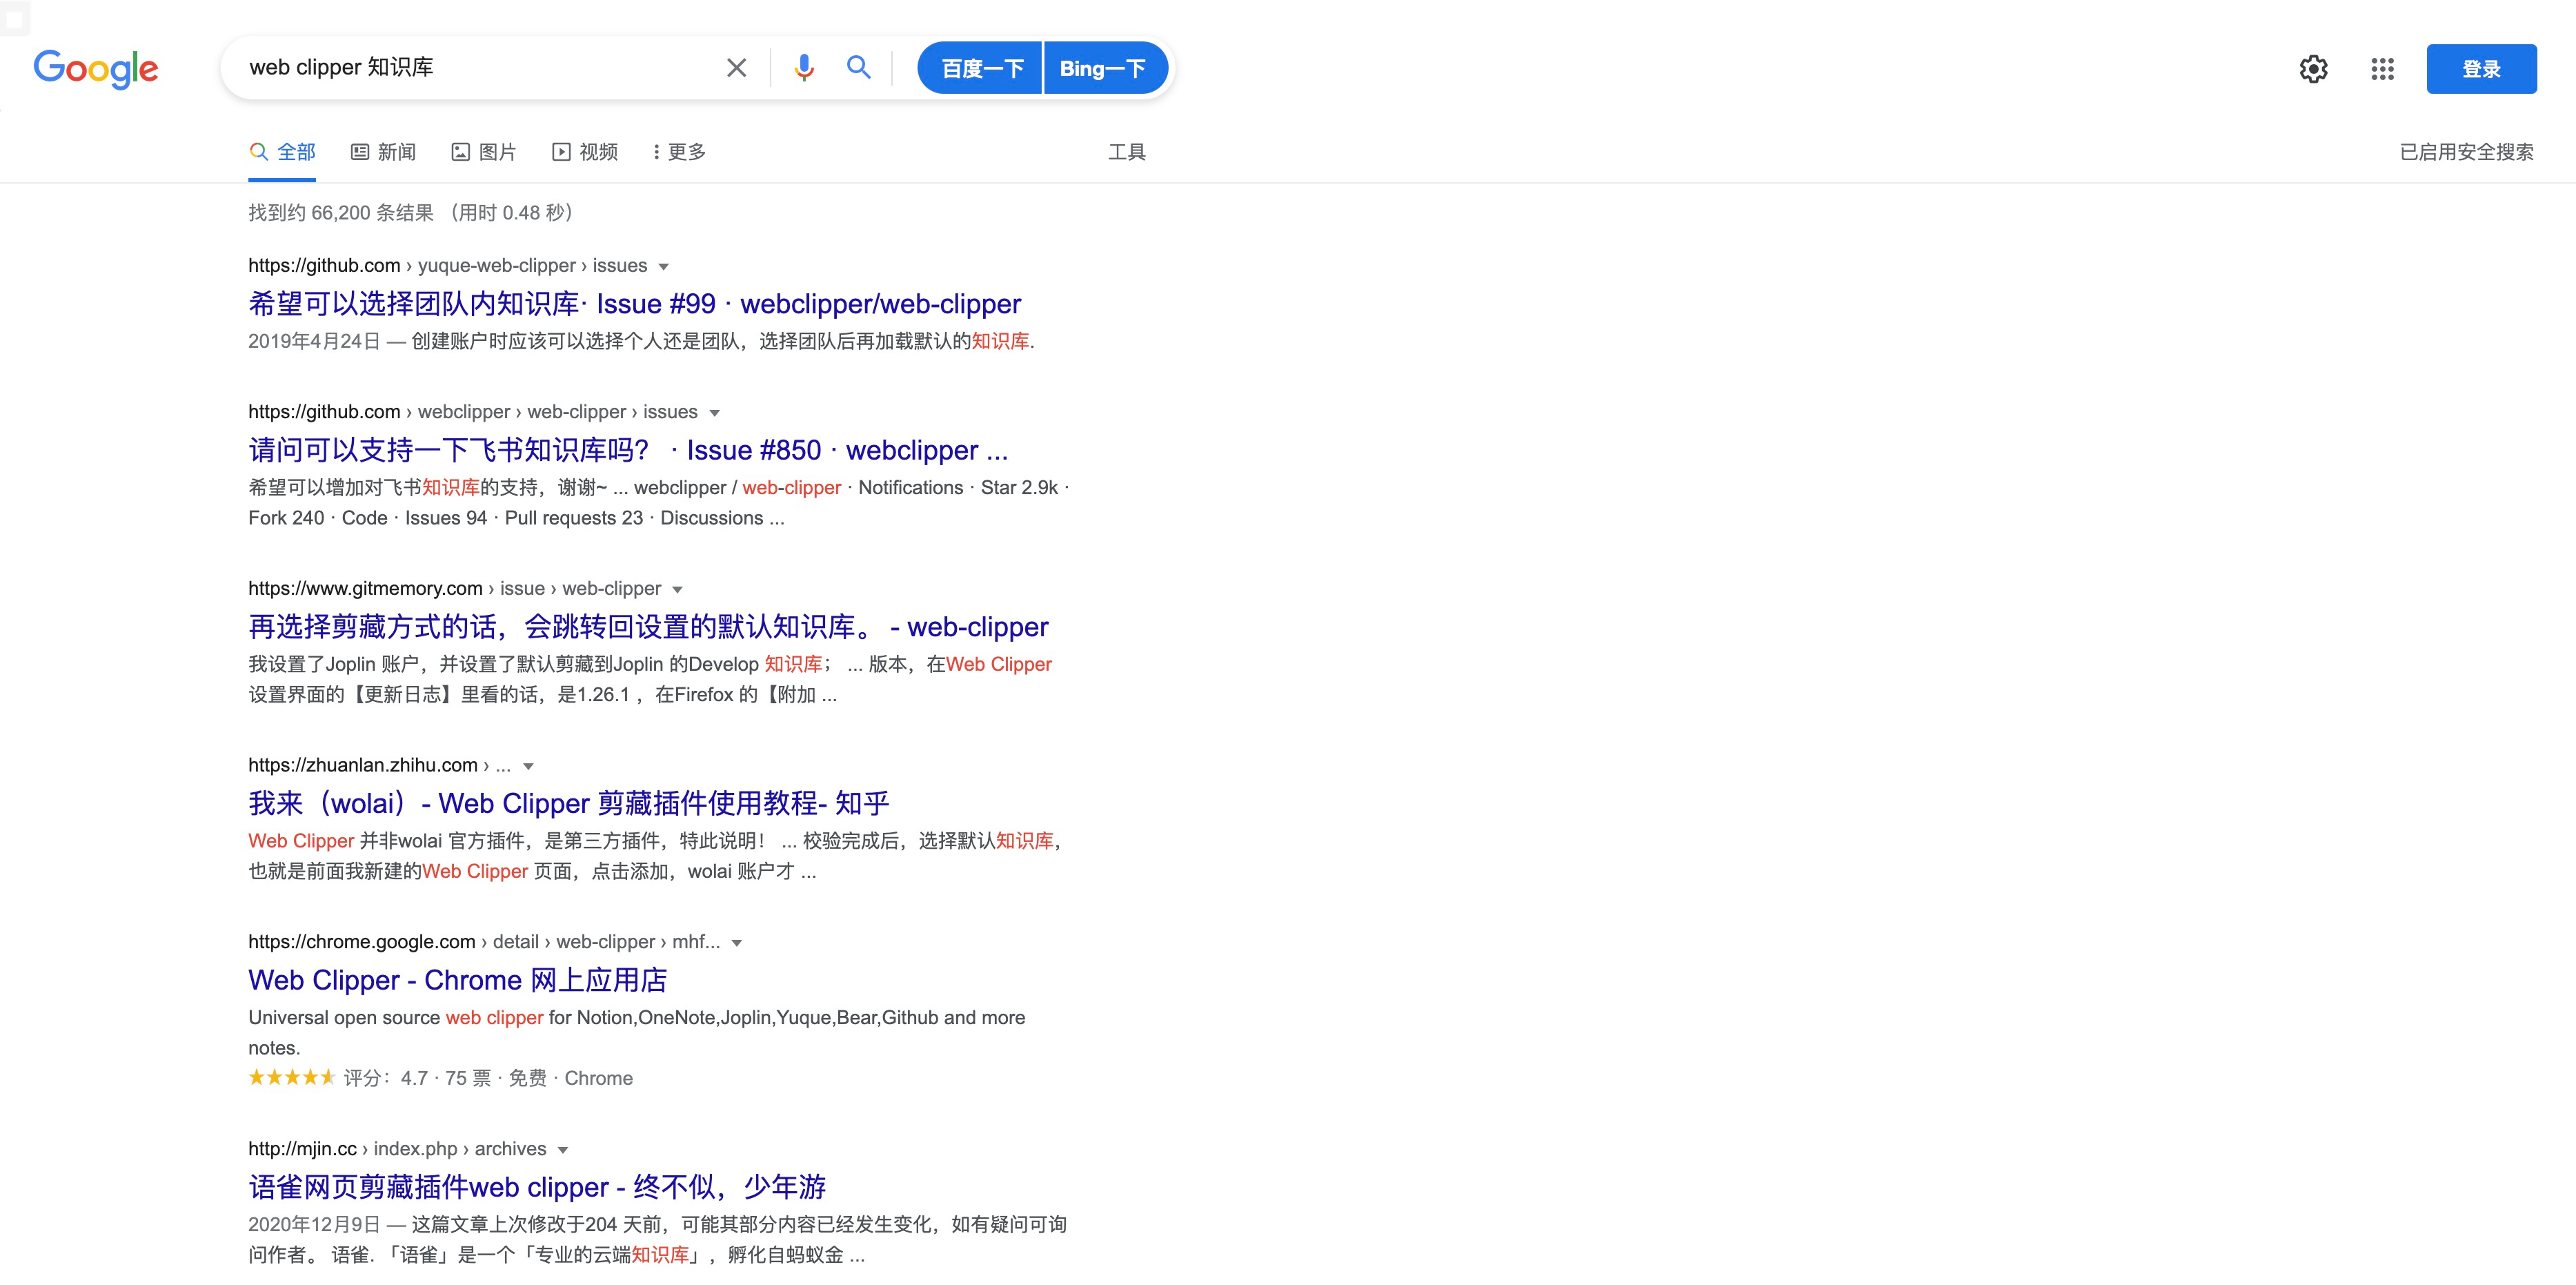 Google
web clipper 知识库
百度一下 Bing一下
登录
全部 新闻 图片 视频 更多 工具 已启用安全搜索
找到约 66,200 条结果 （用时 0.48 秒）
https://github.com › yuque-web-clipper › issues
希望可以选择团队内知识库· Issue #99 · webclipper/web-clipper
2019年4月24日 — 创建账户时应该可以选择个人还是团队，选择团队后再加载默认的知识库.
https://github.com › webclipper › web-clipper › issues
请问可以支持一下飞书知识库吗？ · Issue #850 · webclipper ...
希望可以增加对飞书知识库的支持，谢谢~ ... webclipper / web-clipper · Notifications · Star 2.9k ·
Fork 240 · Code · Issues 94 · Pull requests 23 · Discussions ...
https://www.gitmemory.com › issue › web-clipper
再选择剪藏方式的话，会跳转回设置的默认知识库。 - web-clipper
我设置了Joplin 账户，并设置了默认剪藏到Joplin 的Develop 知识库； ... 版本，在Web Clipper
设置界面的【更新日志】里看的话，是1.26.1 ，在Firefox 的【附加 ...
https://zhuanlan.zhihu.com › ...
我来（wolai）- Web Clipper 剪藏插件使用教程- 知乎
Web Clipper 并非wolai 官方插件，是第三方插件，特此说明！ ... 校验完成后，选择默认知识库，
也就是前面我新建的Web Clipper 页面，点击添加，wolai 账户才 ...
https://chrome.google.com › detail › web-clipper › mhf...
Web Clipper - Chrome 网上应用店
Universal open source web clipper for Notion,OneNote,Joplin,Yuque,Bear,Github and more
notes.
评分：4.7 · 75 票 · 免费 · Chrome
http://mjin.cc › index.php › archives
语雀网页剪藏插件web clipper - 终不似，少年游
2020年12月9日 — 这篇文章上次修改于204 天前，可能其部分内容已经发生变化，如有疑问可询
问作者。 语雀. 「语雀」是一个「专业的云端知识库」，孵化自蚂蚁金 ...